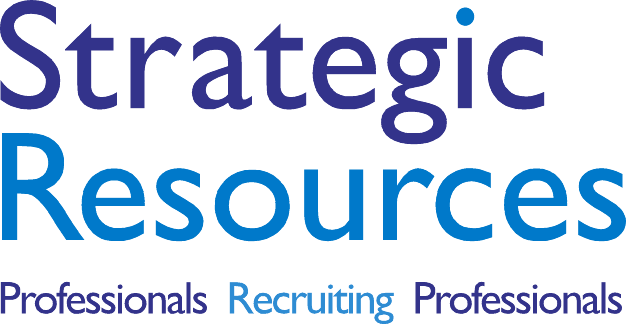 Strategic
Resources
Professionals Recruiting Professionals